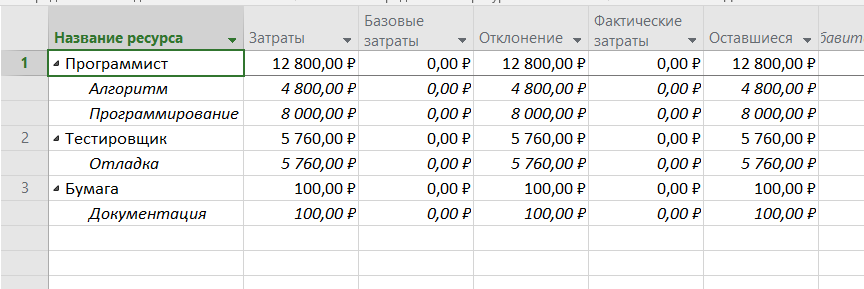 Название ресурса Затраты Базовые затраты Отклонение Фактические затраты Оставшиеся
1 Программист 12 800,00 ₽ 0,00 ₽ 12 800,00 ₽ 0,00 ₽ 12 800,00 ₽
Алгоритм 4 800,00 ₽ 0,00 ₽ 4 800,00 ₽ 0,00 ₽ 4 800,00 ₽
Программирование 8 000,00 ₽ 0,00 ₽ 8 000,00 ₽ 0,00 ₽ 8 000,00 ₽
2 Тестировщик 5 760,00 ₽ 0,00 ₽ 5 760,00 ₽ 0,00 ₽ 5 760,00 ₽
Отладка 5 760,00 ₽ 0,00 ₽ 5 760,00 ₽ 0,00 ₽ 5 760,00 ₽
3 Бумага 100,00 ₽ 0,00 ₽ 100,00 ₽ 0,00 ₽ 100,00 ₽
Документация 100,00 ₽ 0,00 ₽ 100,00 ₽ 0,00 ₽ 100,00 ₽